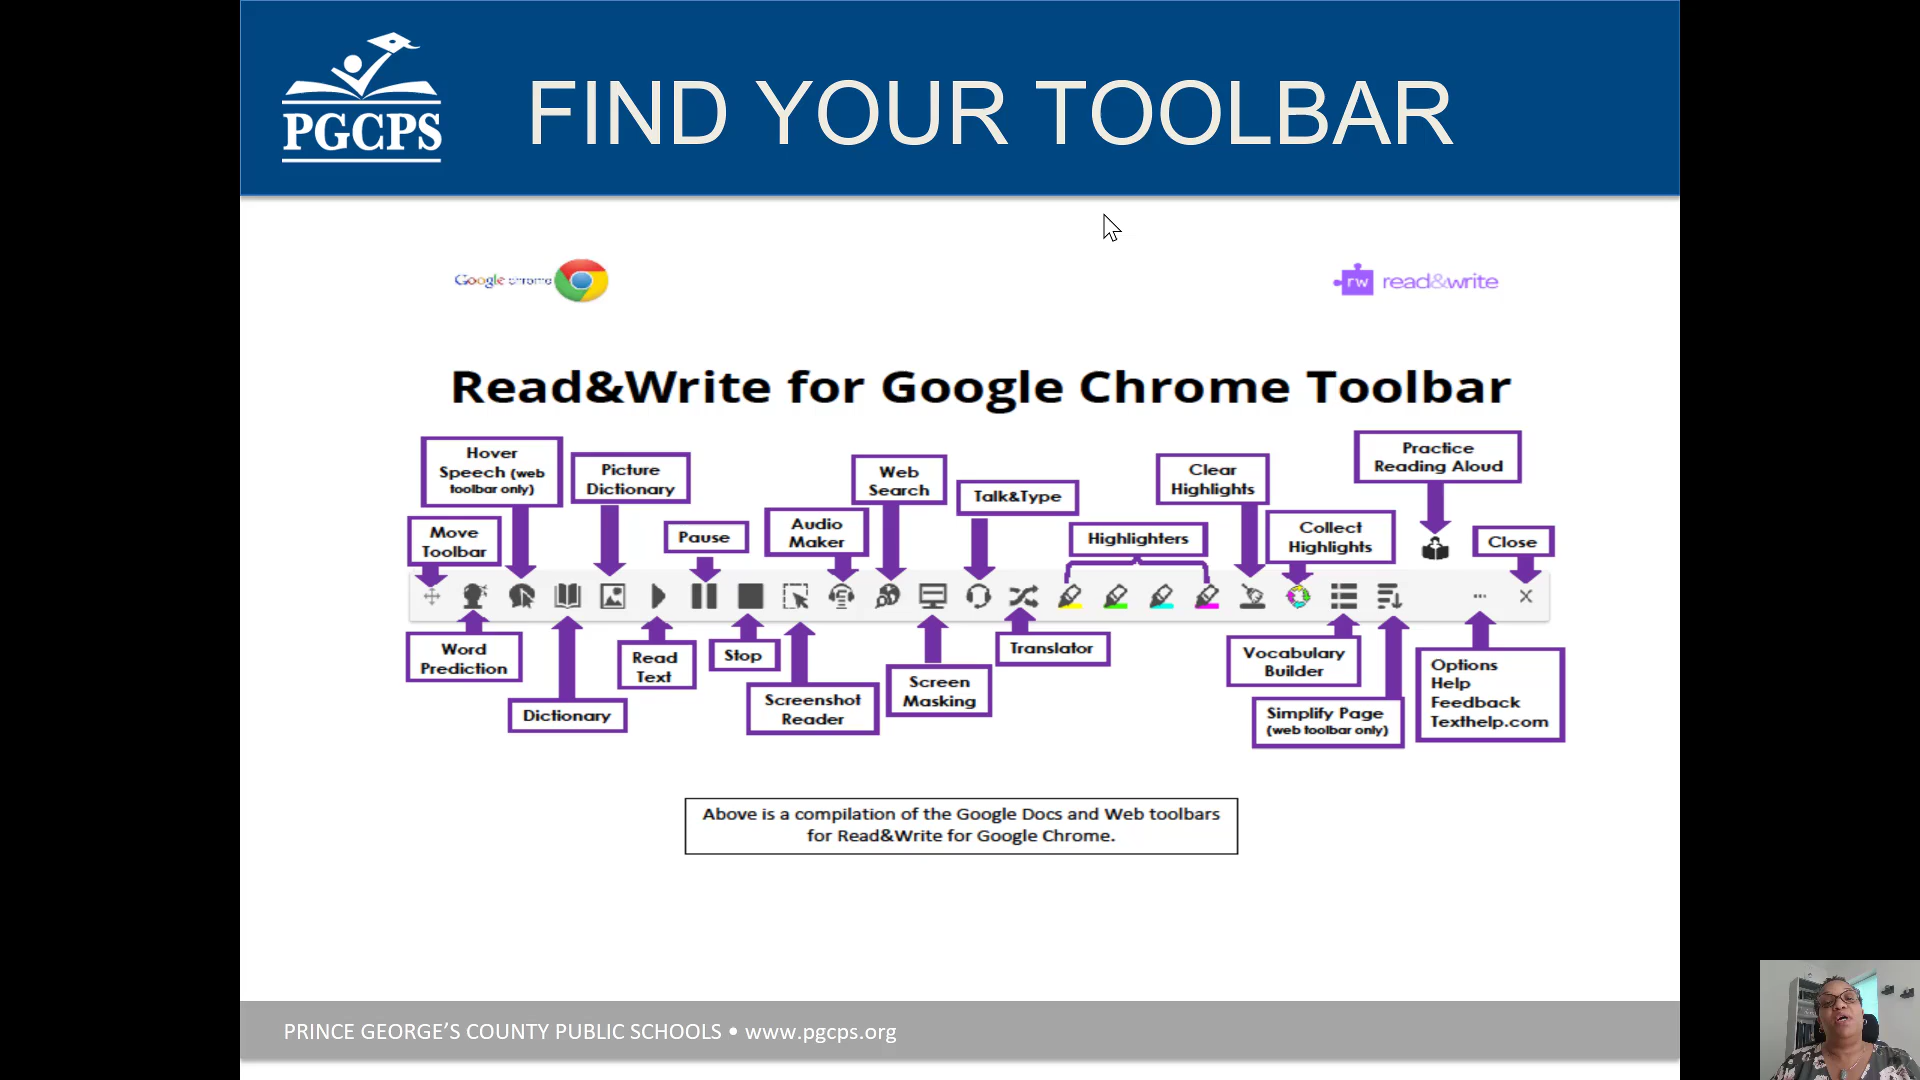 PGCPS
FIND YOUR TOOLBAR
Google chrome
rw read&write
Read&Write for Google Chrome Toolbar
Hover
Speech (web
toolbar only)
Picture
Dictionary
Web
Search
Talk&Type
Clear
Highlights
Practice
Reading Aloud
Move
Toolbar
Pause
Audio
Maker
Highlighters
Collect
Highlights
Close
Word
Prediction
Dictionary
Read
Text
Stop
Screenshot
Reader
Screen
Masking
Translator
Vocabulary
Builder
Simplify Page
(web toolbar only)
Options
Help
Feedback
Texthelp.com
Above is a compilation of the Google Docs and Web toolbars
for Read&Write for Google Chrome.
PRINCE GEORGE’S COUNTY PUBLIC SCHOOLS • www.pgcps.org